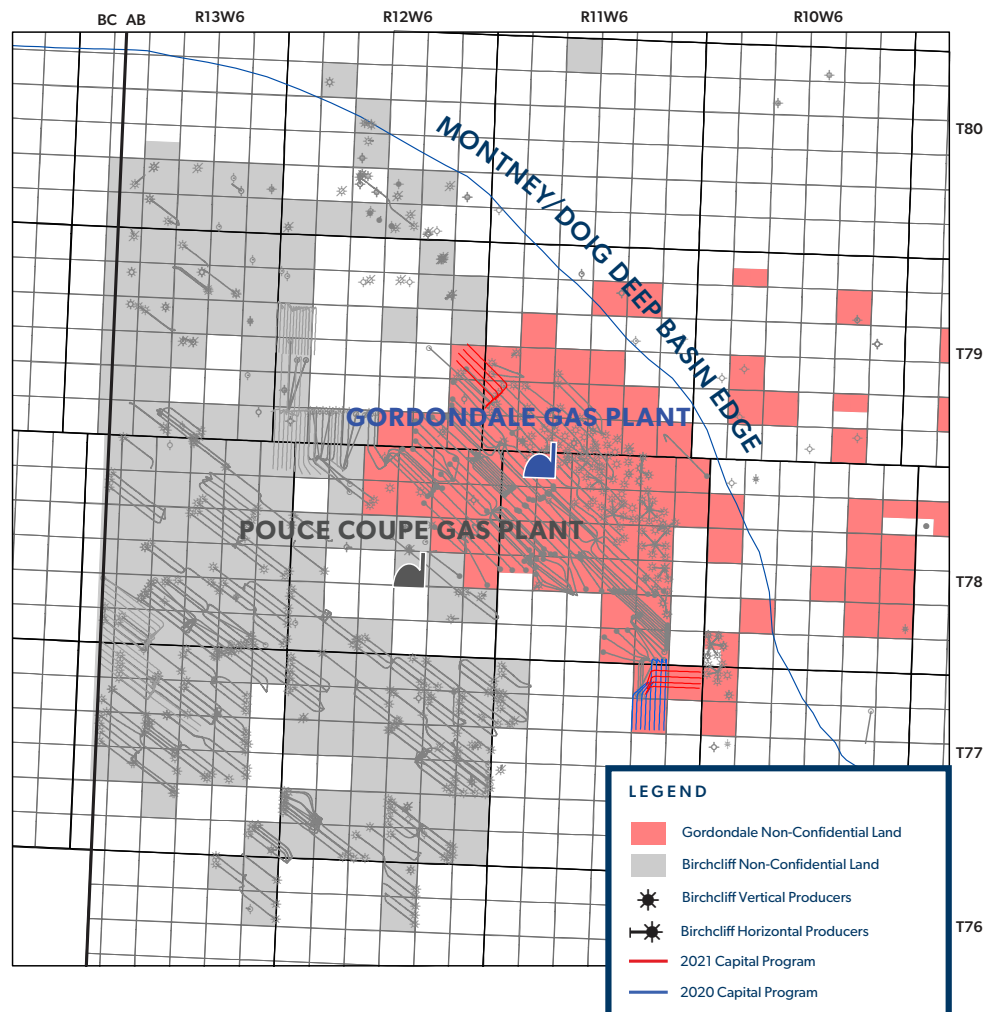 BC AB R13W6 R12W6 R11W6 R10W6
T80
MONTNEY/DOIG DEEP BASIN EDGE
T79
GORDONDALE GAS PLANT
POUCE COUPE GAS PLANT
T78
T77
LEGEND
Gordondale Non-Confidential Land
Birchcliff Non-Confidential Land
Birchcliff Vertical Producers
Birchcliff Horizontal Producers
T76
2021 Capital Program
2020 Capital Program